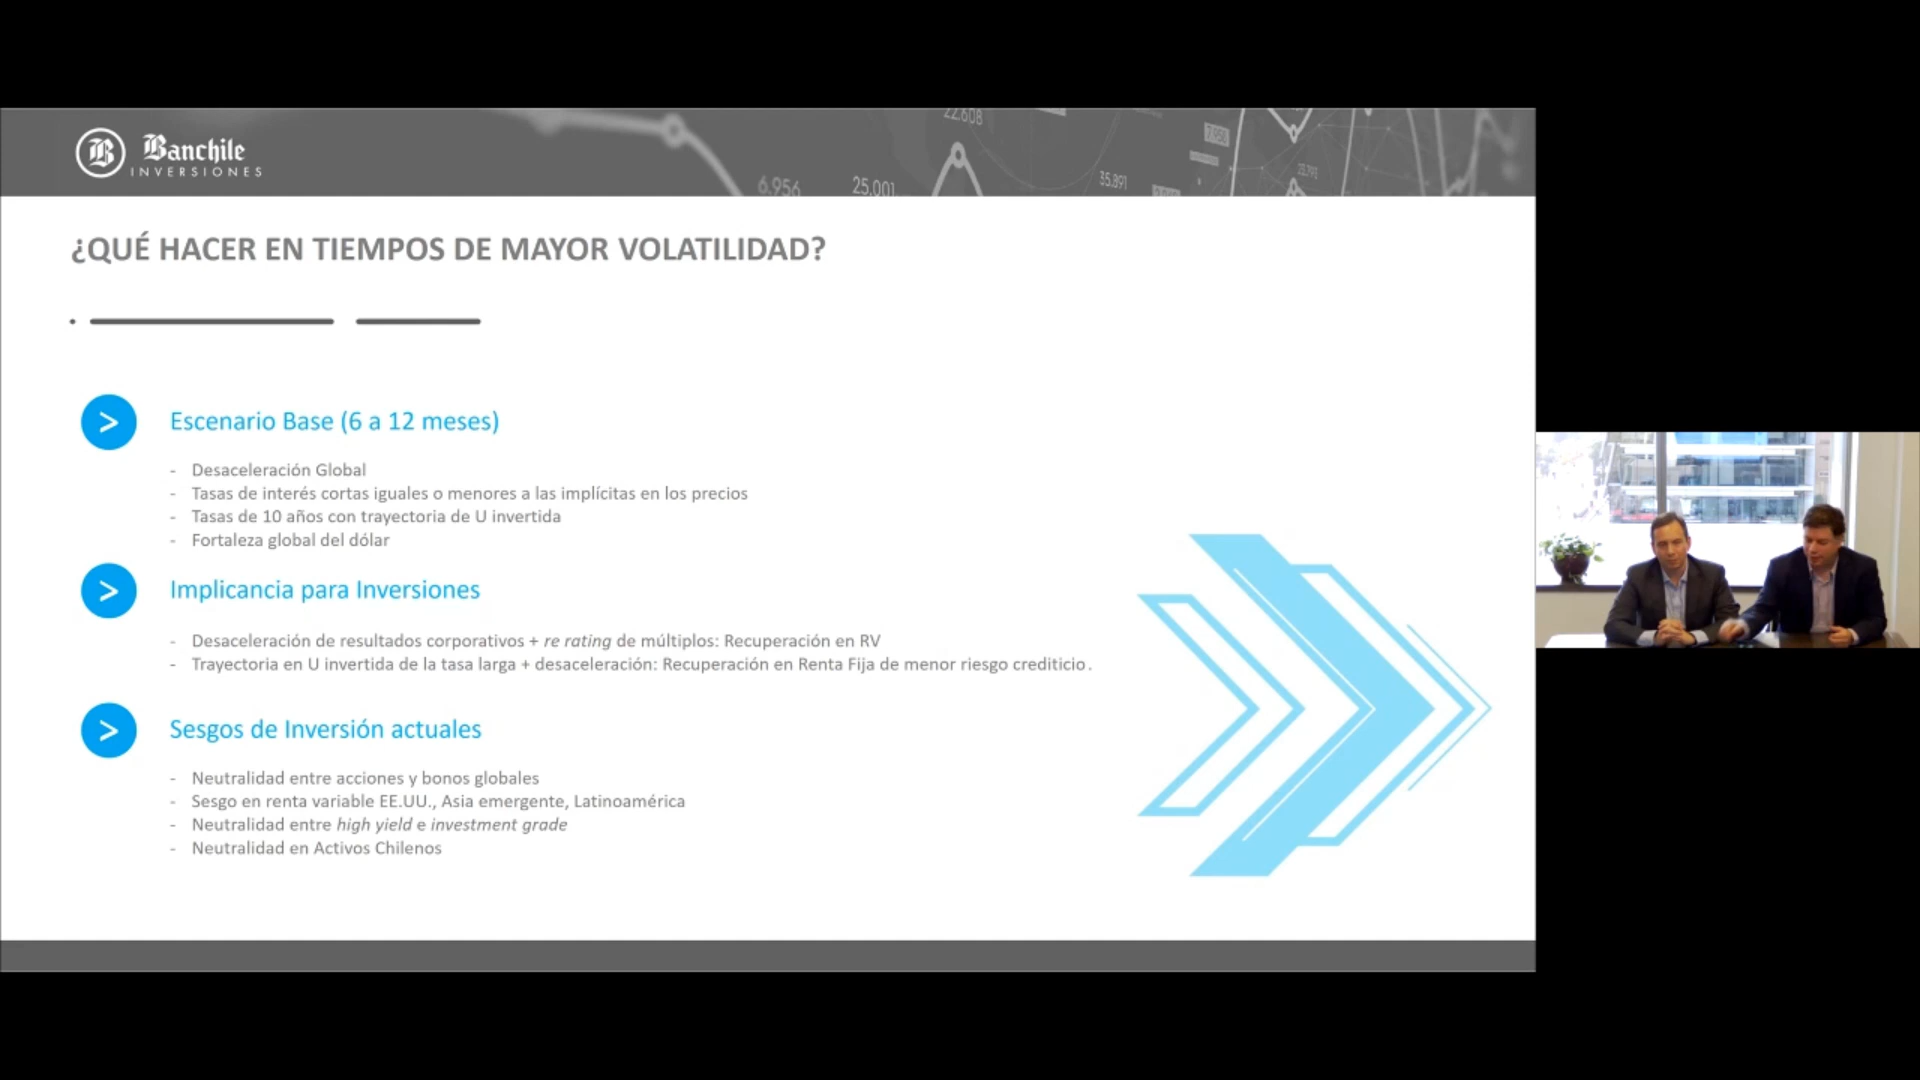 22.608
Banchile
INVERSIONES
6.956
25,001
35.891
23.793
¿QUÉ HACER EN TIEMPOS DE MAYOR VOLATILIDAD?
> Escenario Base (6 a 12 meses)
- Desaceleración Global
- Tasas de interés cortas iguales o menores a las implícitas en los precios
- Tasas de 10 años con trayectoria de U invertida
- Fortaleza global del dólar
> Implicancia para Inversiones
- Desaceleración de resultados corporativos + re rating de múltiplos: Recuperación en RV
- Trayectoria en U invertida de la tasa larga + desaceleración: Recuperación en Renta Fija de menor riesgo crediticio.
> Sesgos de Inversión actuales
- Neutralidad entre acciones y bonos globales
- Sesgo en renta variable EE.UU., Asia emergente, Latinoamérica
- Neutralidad entre high yield e investment grade
- Neutralidad en Activos Chilenos